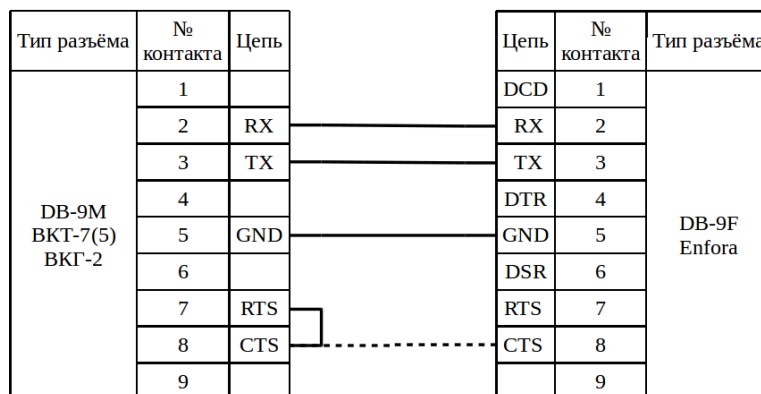 Тип разъёма № контакта Цепь Цепь № контакта Тип разъёма
1 DCD 1
2 RX RX 2
3 TX TX 3
4 DTR 4
DB-9M ВКТ-7(5) ВКГ-2 5 GND GND 5 DB-9F Enfora
6 DSR 6
7 RTS RTS 7
8 CTS CTS 8
9 9